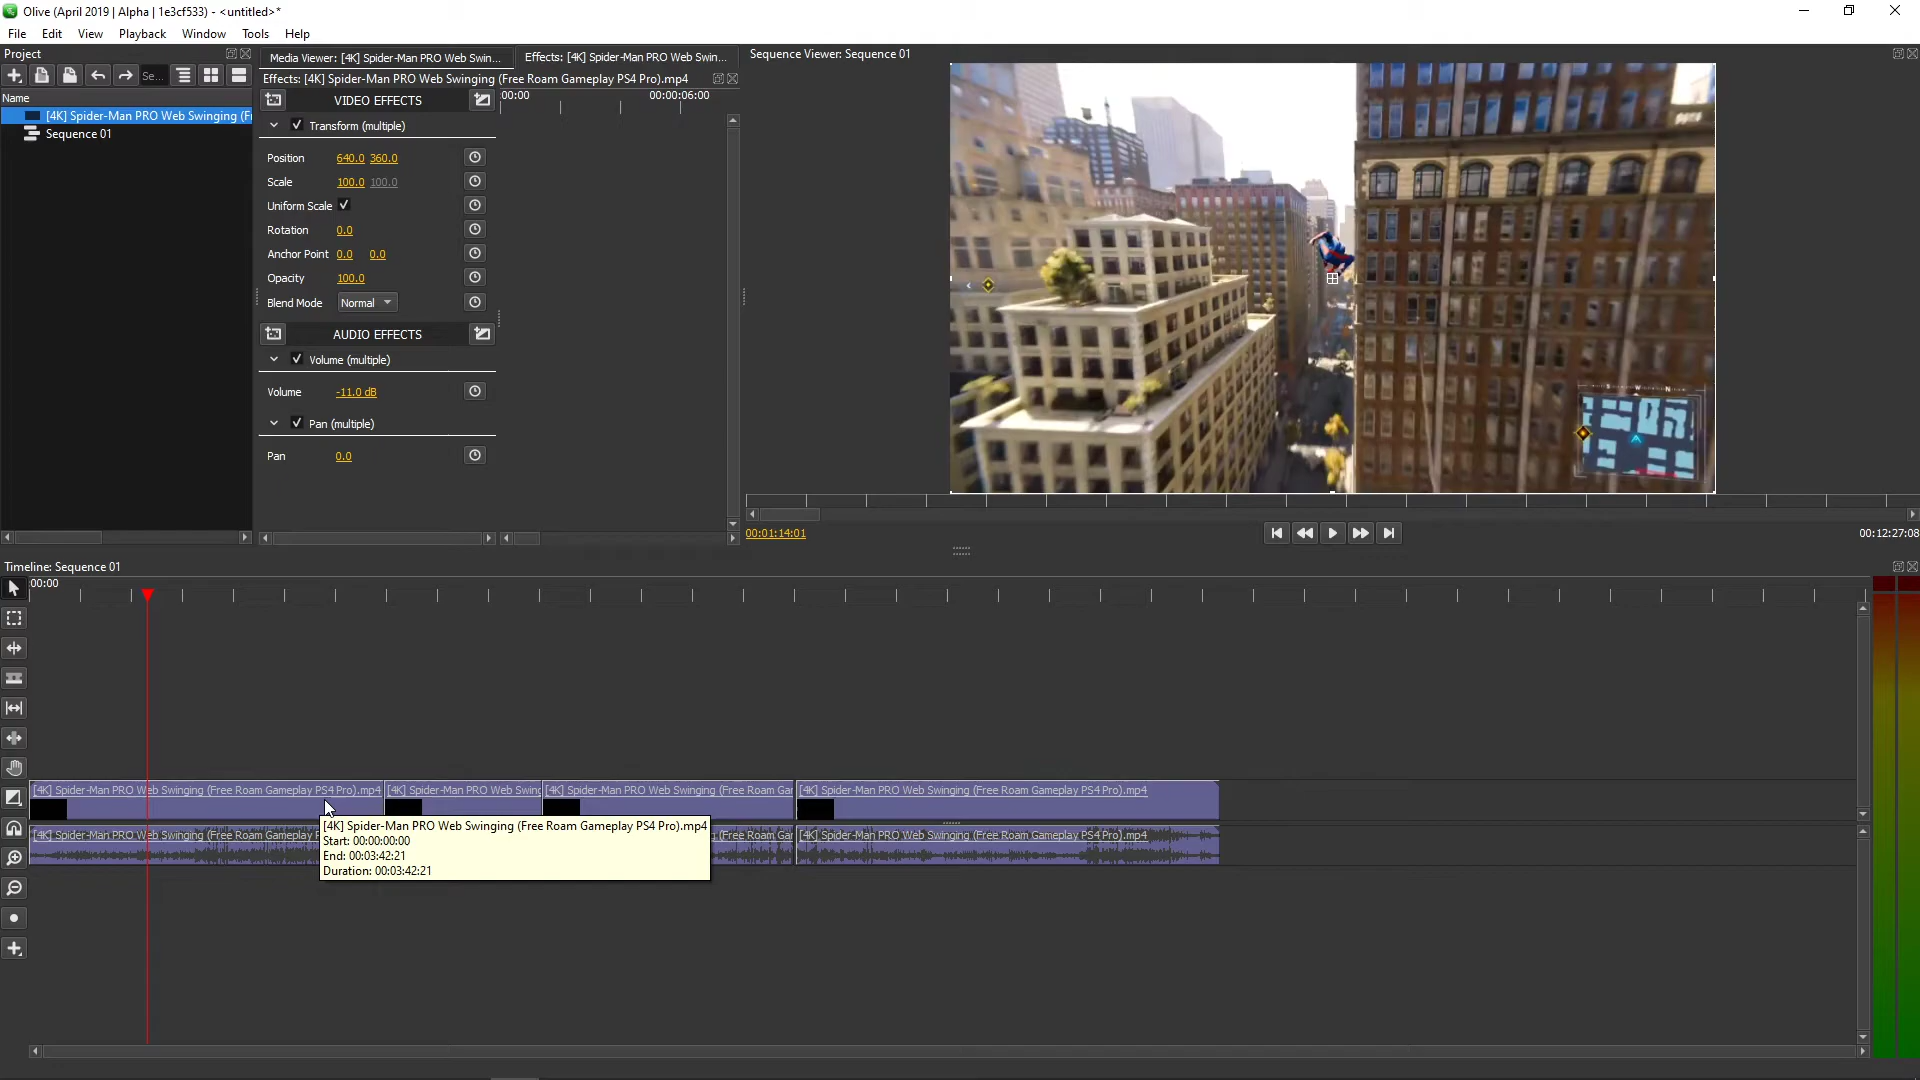 Olive (April 2019 | Alpha | 1e3cf533) - <untitled>*
File Edit View Playback Window Tools Help
Project
Media Viewer: [4K] Spider-Man PRO Web Swin...
Effects: [4K] Spider-Man PRO Web Swin...
Sequence Viewer: Sequence 01
Se...
Effects: [4K] Spider-Man PRO Web Swinging (Free Roam Gameplay PS4 Pro).mp4
Name
[4K] Spider-Man PRO Web Swinging (Fr
Sequence 01
VIDEO EFFECTS
:00:00 00:00:06:00
Transform (multiple)
Position 640.0 360.0
Scale 100.0 100.0
Uniform Scale
Rotation 0.0
Anchor Point 0.0 0.0
Opacity 100.0
Blend Mode Normal
AUDIO EFFECTS
Volume (multiple)
Volume -11.0 dB
Pan (multiple)
Pan 0.0
S W N
00:01:14:01
00:12:27:08
Timeline: Sequence 01
00:00
[4K] Spider-Man PRO Web Swinging (Free Roam Gameplay PS4 Pro).mp4
[4K] Spider-Man PRO Web Swing
[4K] Spider-Man PRO Web Swinging (Free Roam Gameplay PS4 Pro).mp4
[4K] Spider-Man PRO Web Swinging (Free Roam Gar
[4K] Spider-Man PRO Web Swinging (Free Roam Gameplay PS4 Pro).mp4
Start: 00:00:00:00
End: 00:03:42:21
Duration: 00:03:42:21
[4K] Spider-Man PRO Web Swinging (Free Roam Gameplay
g (Free Roam Gar
[4K] Spider-Man PRO Web Swinging (Free Roam Gameplay PS4 Pro).mp4